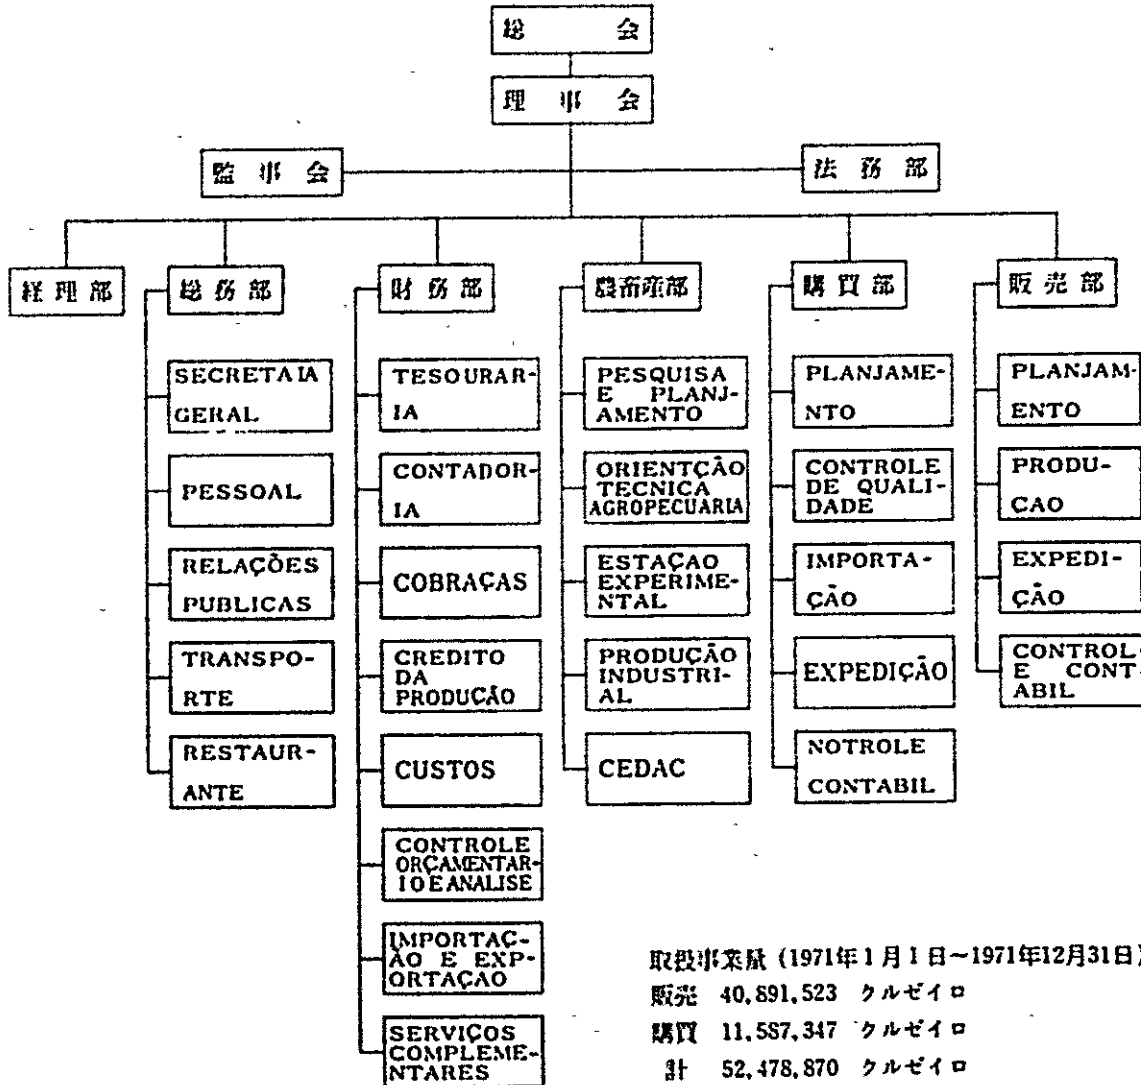 総会
理事会
監事会
法務部
経理部
総務部
財務部
農畜産部
購買部
販売部
SECRETAIA
GERAL
PESSOAL
RELAÇÕES
PUBLICAS
TRANSPO-
RTE
RESTAUR-
ANTE
TESOURAR-
IA
CONTADOR-
IA
COBRAÇAS
CREDITO
DA
PRODUÇÃO
CUSTOS
CONTROLE
ORÇAMENTAR-
IO E ANALISE
IMPORTAÇ-
ÃO E EXP-
ORTAÇAO
SERVIÇOS
COMPLEME-
NTARES
PESQUISA
E PLANJ-
AMENTO
ORIENTÇÃO
TECNICA
AGROPECUARIA
ESTAÇAO
EXPERIME-
NTAL
PRODUÇÃO
INDUSTRI-
AL
CEDAC
PLANJAME-
NTO
CONTROLE
DE QUALI-
DADE
IMPORTA-
ÇÃO
EXPEDIÇÃO
NOTROLE
CONTABIL
PLANJAM-
ENTO
PRODU-
CAO
EXPEDI-
ÇÃO
CONTROL-
E CONT-
ABIL
取扱事業量 (1971年1月1日~1971年12月31日)
販売 40,891,523 クルゼイロ
購買 11,587,347 クルゼイロ
計 52,478,870 クルゼイロ